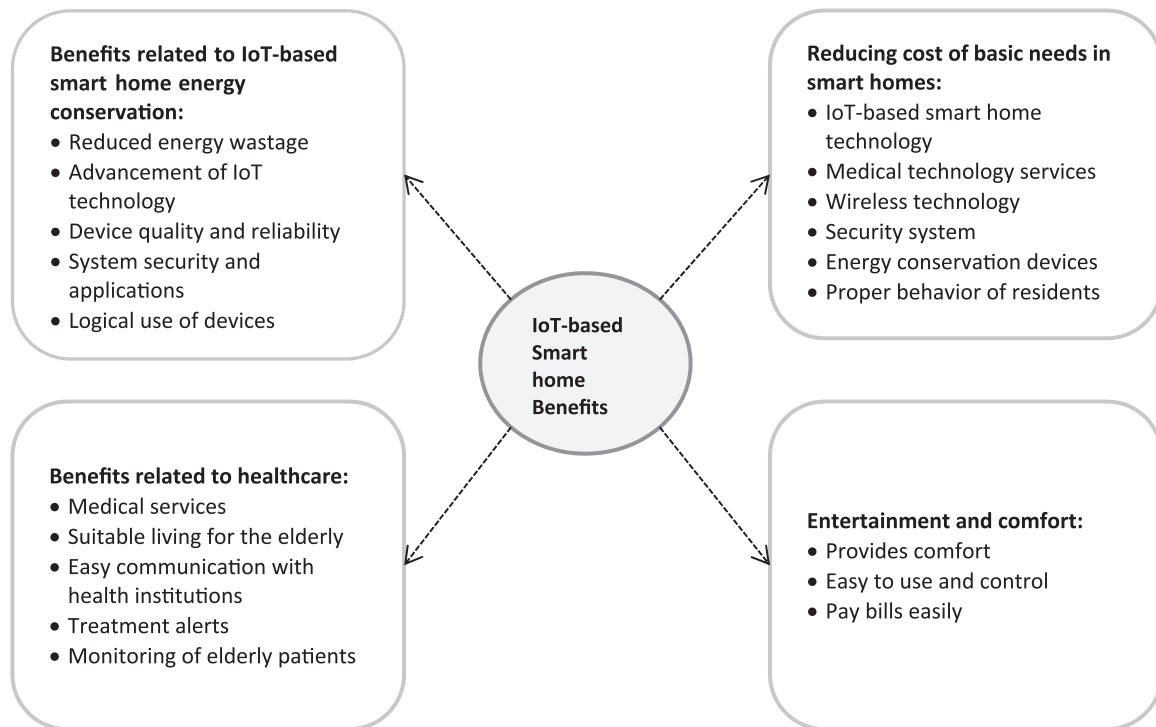 Benefits related to IoT-based
smart home energy
conservation:
• Reduced energy wastage
• Advancement of IoT
technology
• Device quality and reliability
• System security and
applications
• Logical use of devices
Reducing cost of basic needs in
smart homes:
• IoT-based smart home
technology
• Medical technology services
• Wireless technology
• Security system
• Energy conservation devices
• Proper behavior of residents
IoT-based
Smart
home
Benefits
Benefits related to healthcare:
• Medical services
• Suitable living for the elderly
• Easy communication with
health institutions
• Treatment alerts
• Monitoring of elderly patients
Entertainment and comfort:
• Provides comfort
• Easy to use and control
• Pay bills easily